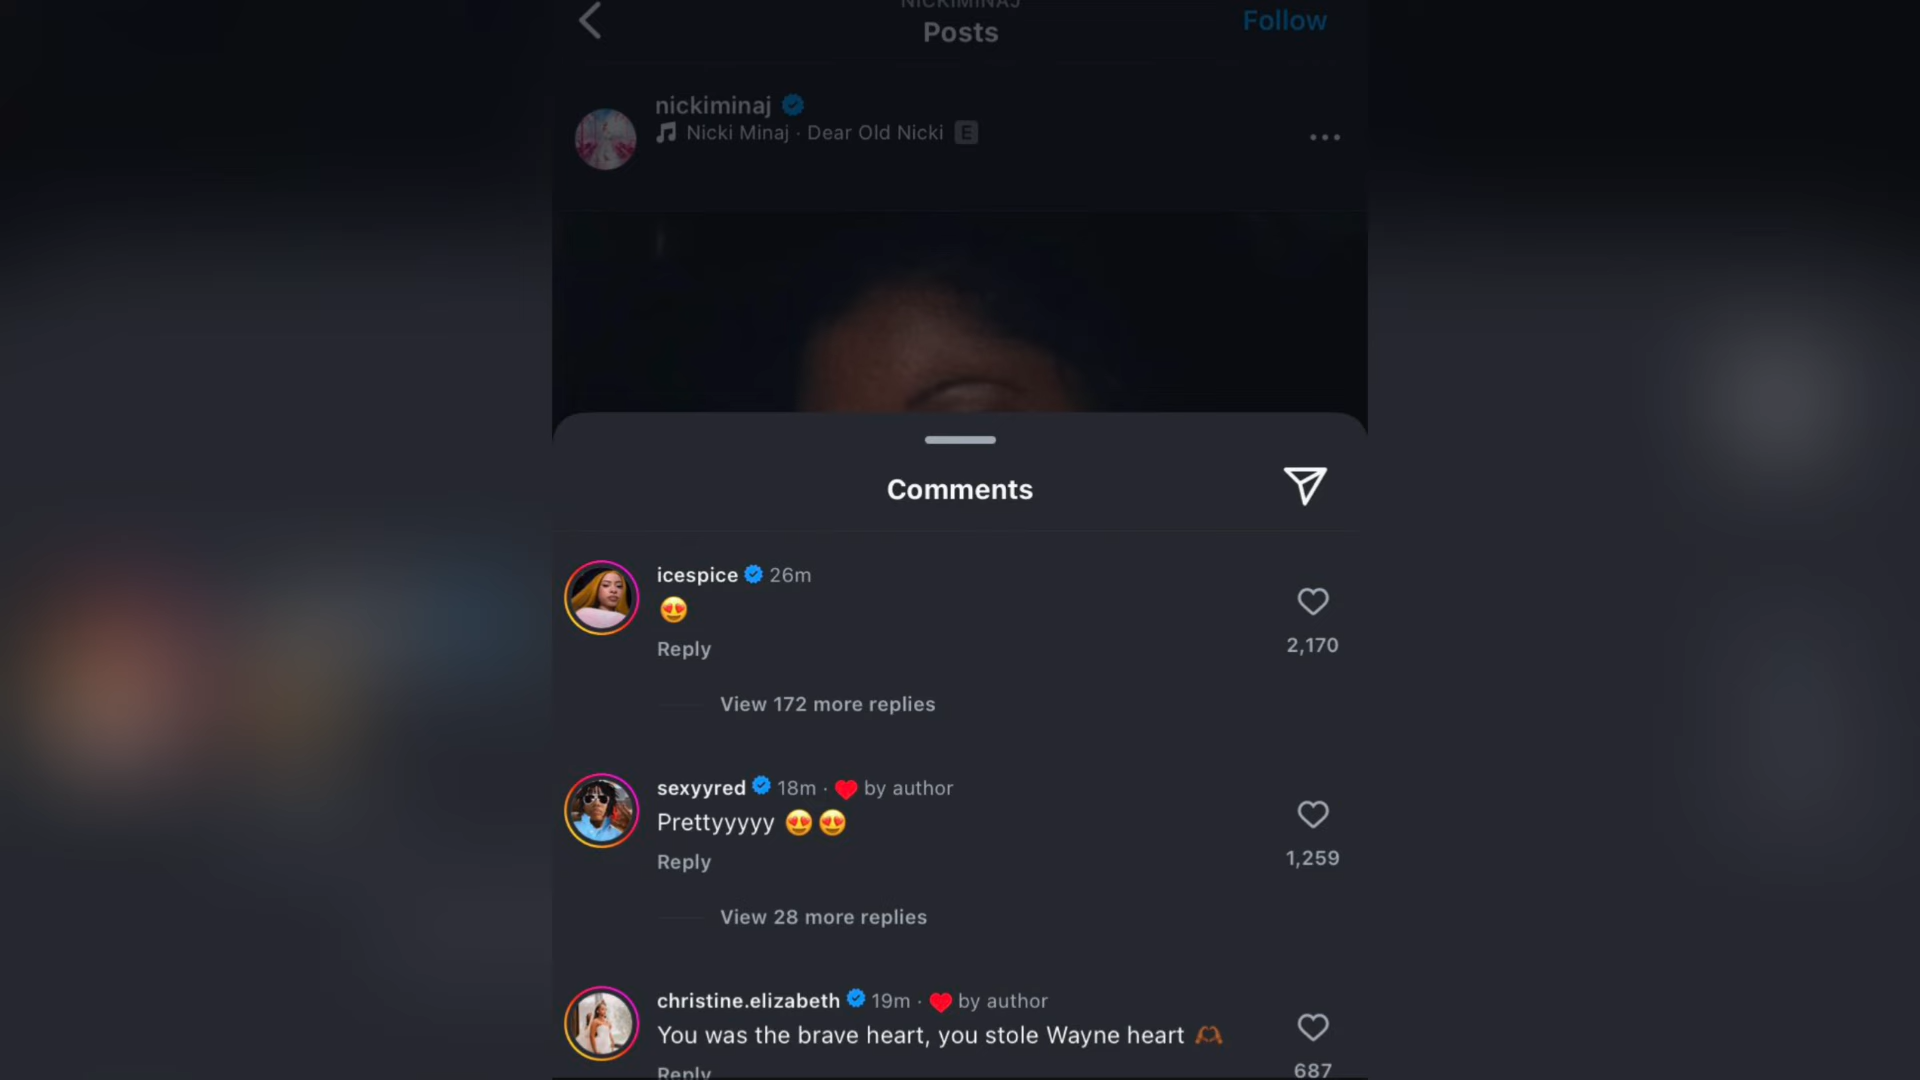 NICKIMINAJ
Posts
Follow
nickiminaj
Nicki Minaj · Dear Old Nicki E
Comments
icespice 26m
😍
Reply
2,170
View 172 more replies
sexyyred 18m · ❤️ by author
Prettyyyyy 😍😍
Reply
1,259
View 28 more replies
christine.elizabeth 19m · ❤️ by author
You was the brave heart, you stole Wayne heart 🫶🏾
Reply
687